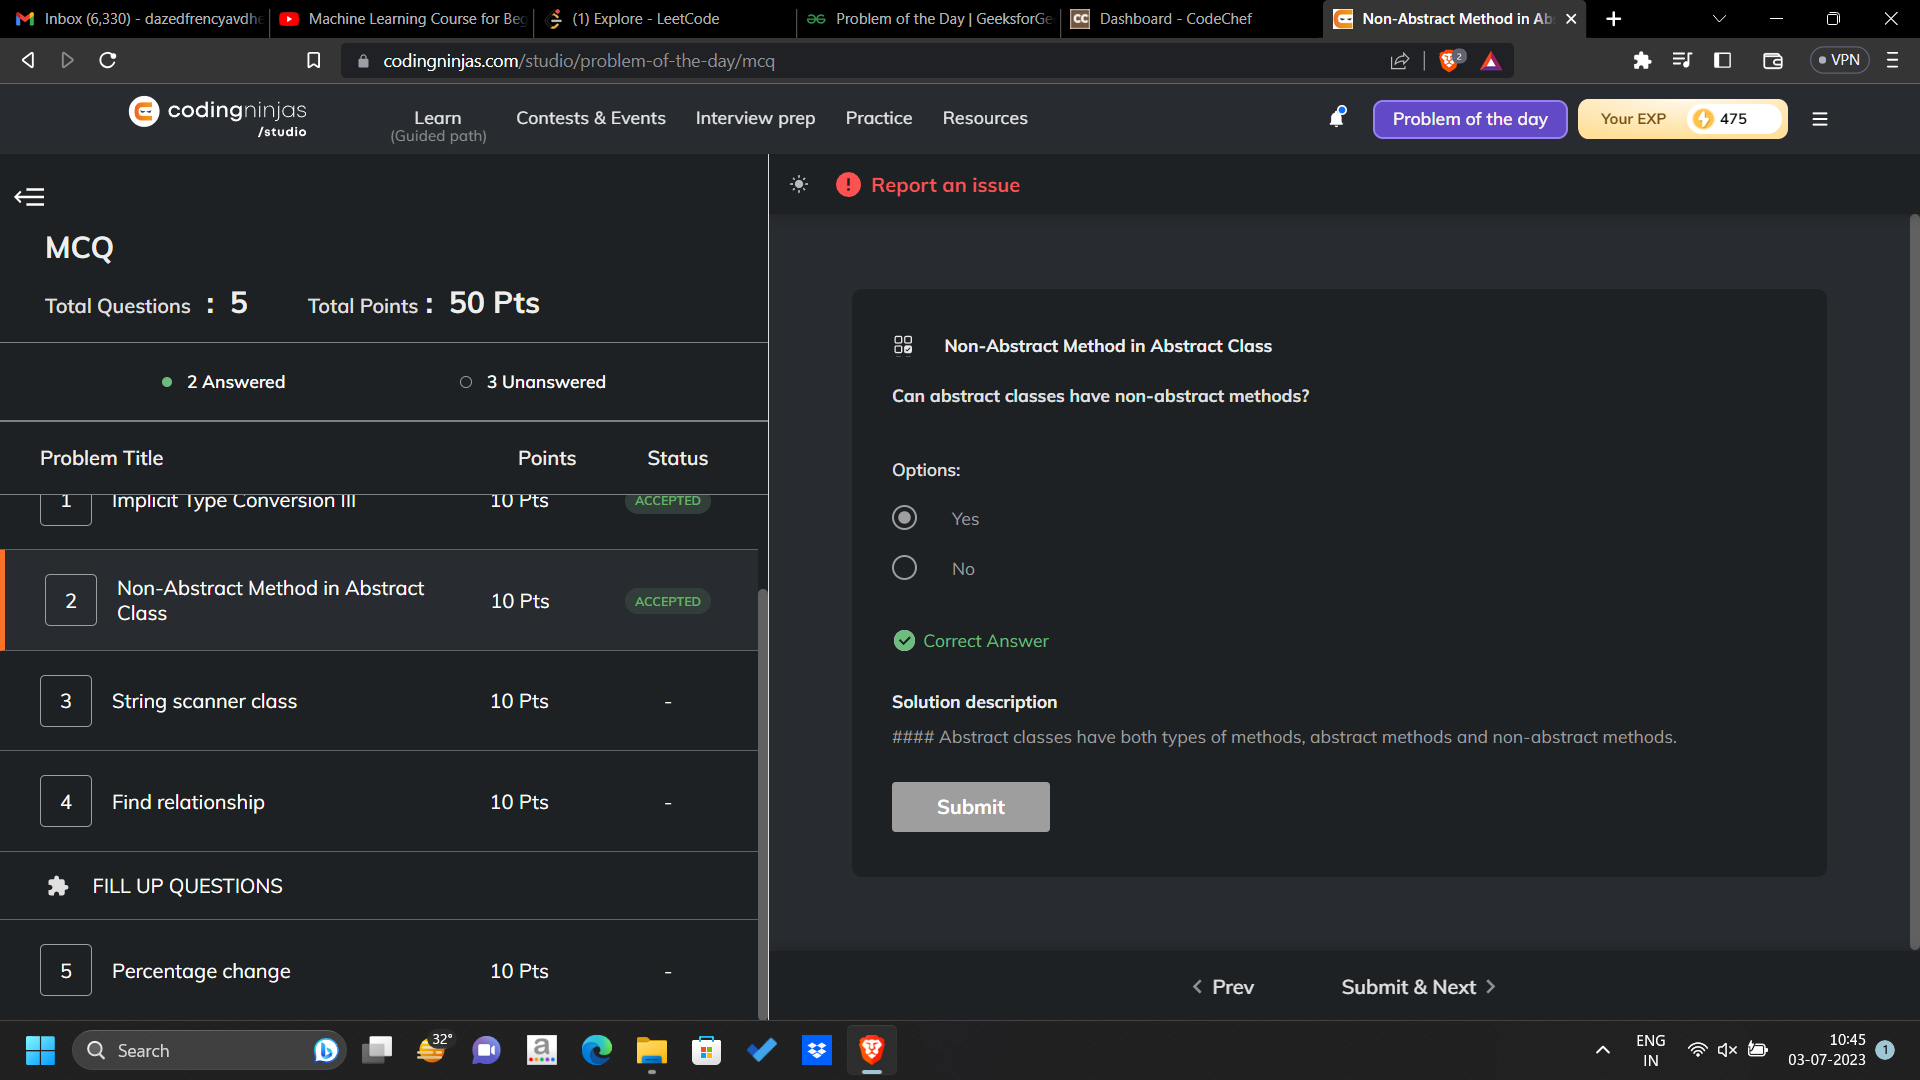 Inbox (6,330) - dazedfrencyavdhe
Machine Learning Course for Beg
(1) Explore - LeetCode
Problem of the Day | GeeksforGe
Dashboard - CodeChef
Non-Abstract Method in Ab
codingninjas.com/studio/problem-of-the-day/mcq
2
VPN
codingninjas
/studio
Learn
(Guided path)
Contests & Events
Interview prep
Practice
Resources
Problem of the day
Your EXP
475
MCQ
Total Questions : 5
Total Points : 50 Pts
2 Answered
3 Unanswered
Problem Title Points Status
1 Implicit Type Conversion III 10 Pts ACCEPTED
2 Non-Abstract Method in Abstract
Class
10 Pts ACCEPTED
3 String scanner class 10 Pts -
4 Find relationship 10 Pts -
FILL UP QUESTIONS
5 Percentage change 10 Pts -
Report an issue
Non-Abstract Method in Abstract Class
Can abstract classes have non-abstract methods?
Options:
Yes
No
Correct Answer
Solution description
#### Abstract classes have both types of methods, abstract methods and non-abstract methods.
Submit
Prev
Submit & Next
Search
32°
a
ENG
IN
10:45
03-07-2023
1